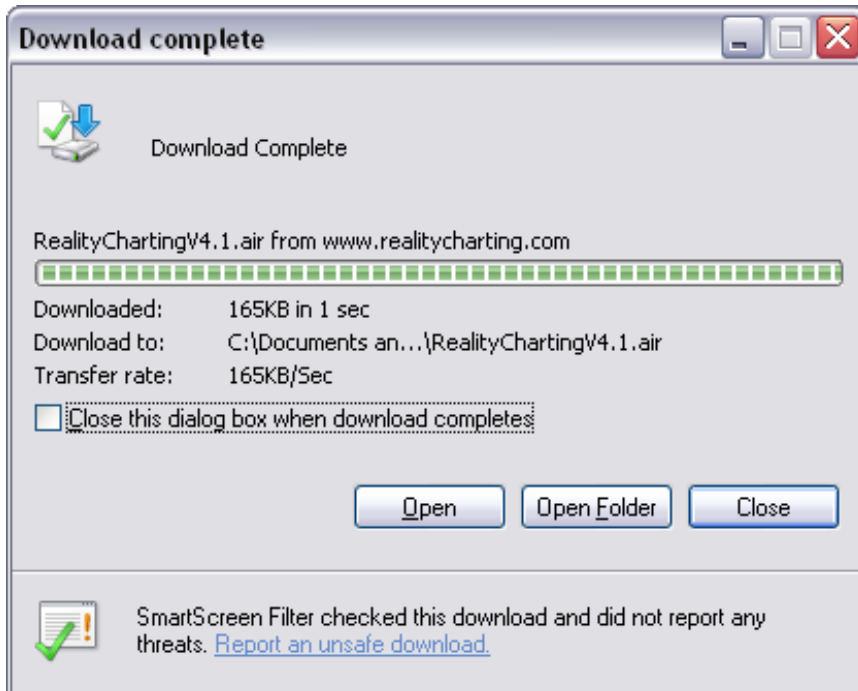 Download complete
Download Complete
RealityChartingV4.1.air from www.realitycharting.com
Downloaded: 165KB in 1 sec
Download to: C:\Documents an...\RealityChartingV4.1.air
Transfer rate: 165KB/Sec
Close this dialog box when download completes
Open Open Folder Close
SmartScreen Filter checked this download and did not report any
threats. Report an unsafe download.